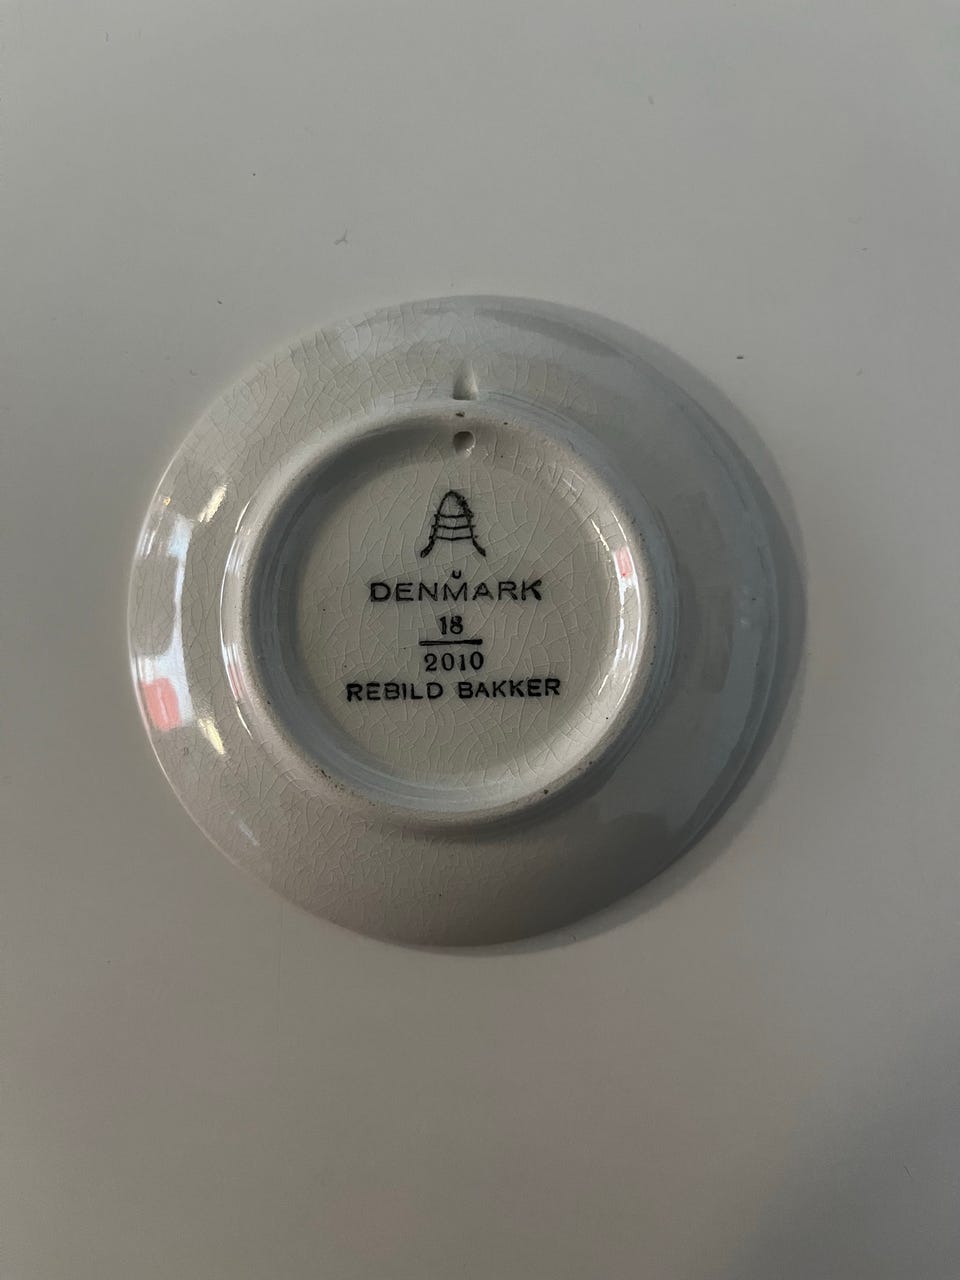 DENMARK
18
2010
REBILD BAKKER